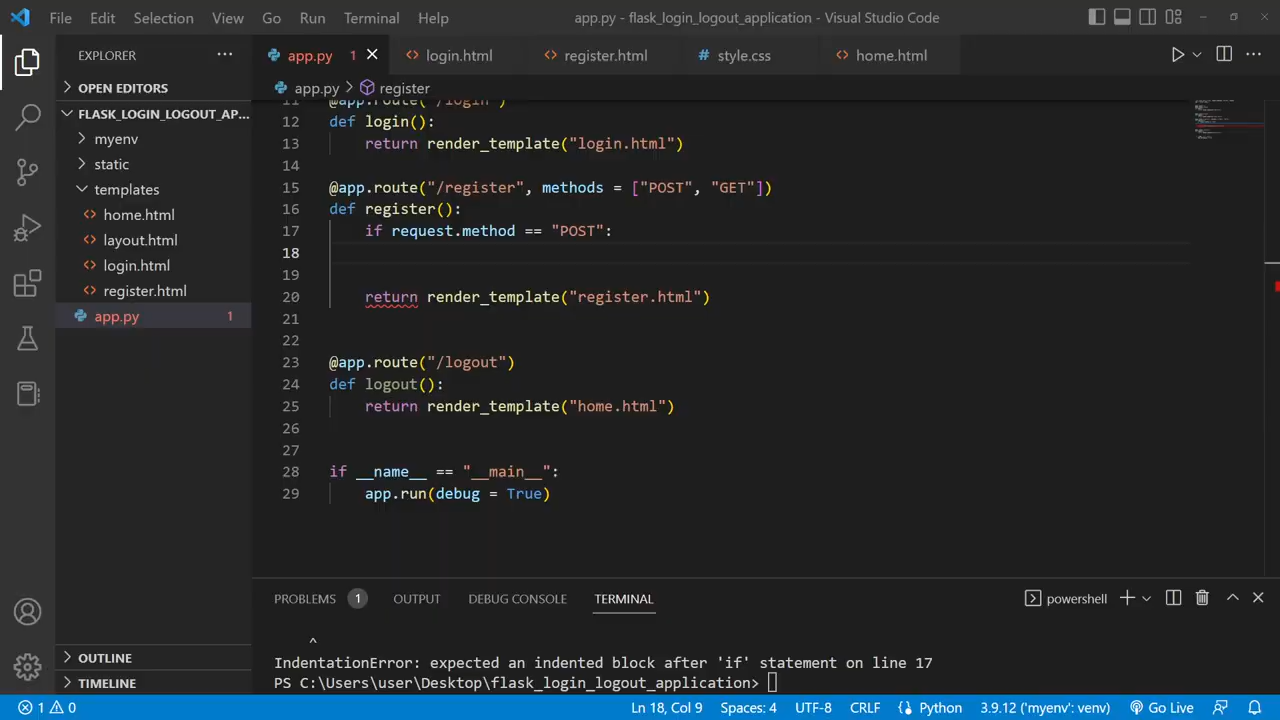 File Edit Selection View Go Run Terminal Help app.py - flask_login_logout_application - Visual Studio Code
EXPLORER
app.py 1 login.html register.html style.css home.html
app.py register
OPEN EDITORS
FLASK_LOGIN_LOGOUT_AP...
myenv
static
templates
home.html
layout.html
login.html
register.html
app.py 1
OUTLINE
TIMELINE
11 @app.route("/login")
12 def login():
13 return render_template("login.html")
14
15 @app.route("/register", methods = ["POST", "GET"])
16 def register():
17 if request.method == "POST":
18
19
20 return render_template("register.html")
21
22
23 @app.route("/logout")
24 def logout():
25 return render_template("home.html")
26
27
28 if __name__ == "__main__":
29 app.run(debug = True)
PROBLEMS 1 OUTPUT DEBUG CONSOLE TERMINAL powershell
^
IndentationError: expected an indented block after 'if' statement on line 17
PS C:\Users\user\Desktop\flask_login_logout_application>
1 0 Ln 18, Col 9 Spaces: 4 UTF-8 CRLF Python 3.9.12 ('myenv': venv) Go Live